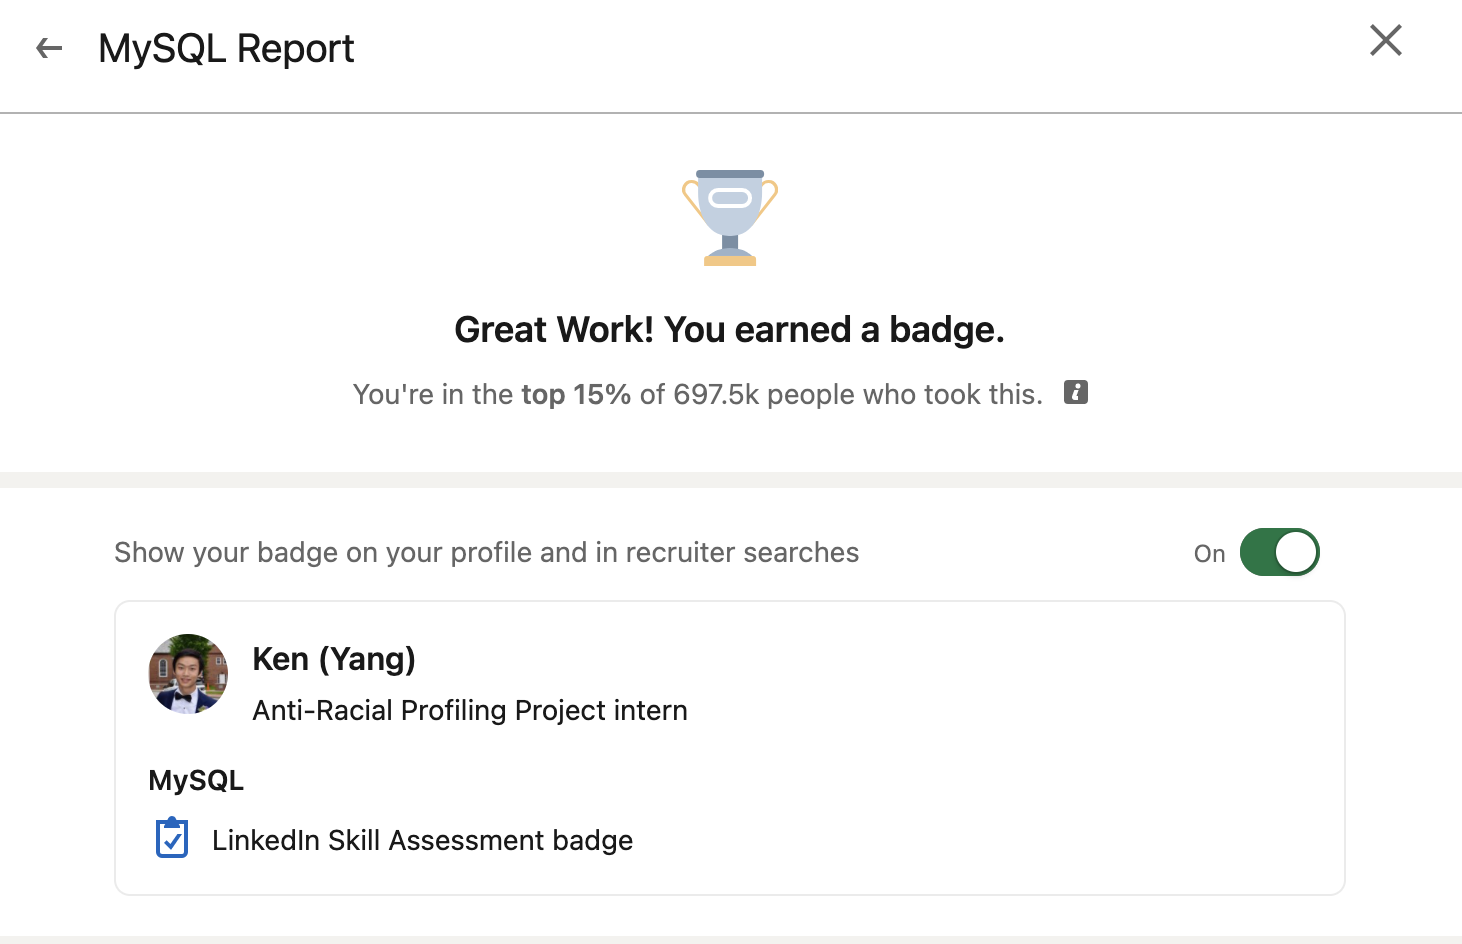 MySQL Report
Great Work! You earned a badge.
You're in the top 15% of 697.5k people who took this.
Show your badge on your profile and in recruiter searches
On
Ken (Yang)
Anti-Racial Profiling Project intern
MySQL
LinkedIn Skill Assessment badge